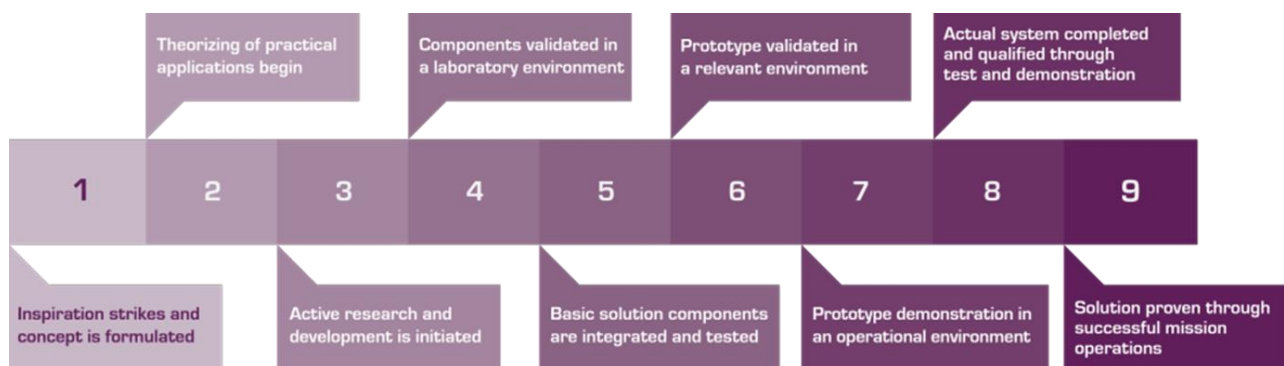 Theorizing of practical
applications begin
Components validated in
a laboratory environment
Prototype validated in
a relevant environment
Actual system completed
and qualified through
test and demonstration
1
2
3
4
5
6
7
8
9
Inspiration strikes and
concept is formulated
Active research and
development is initiated
Basic solution components
are integrated and tested
Prototype demonstration in
an operational environment
Solution proven through
successful mission
operations